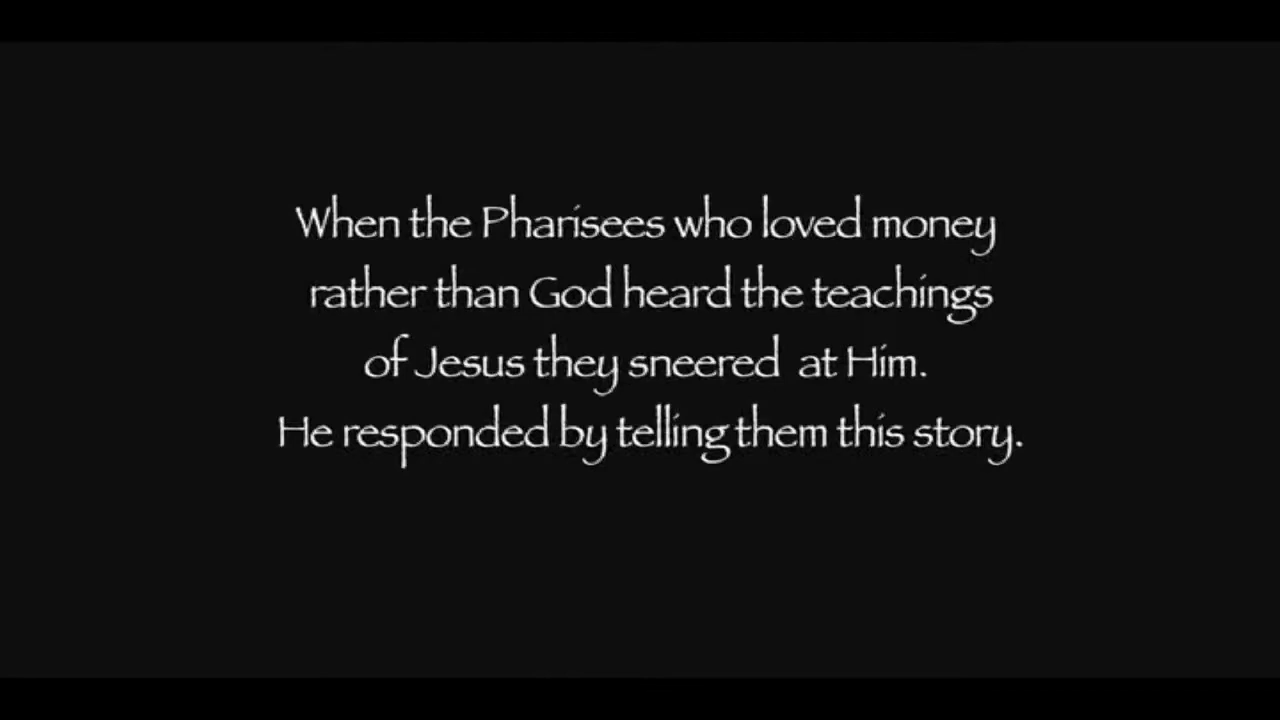 When the Pharisees who loved money
rather than God heard the teachings
of Jesus they sneered at Him.
He responded by telling them this story.